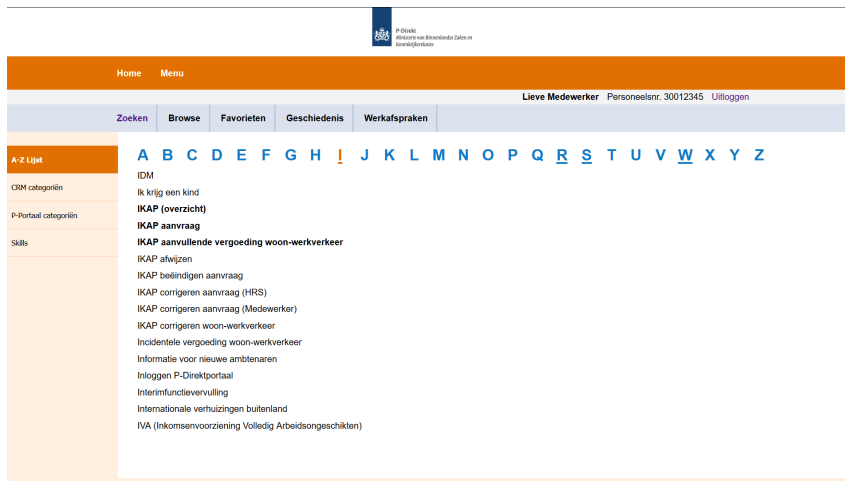 P-Direkt
Ministerie van Binnenlandse Zaken en
Koninkrijksrelaties
Home Menu
Lieve Medewerker Personeelsnr. 30012345 Uitloggen
Zoeken Browse Favorieten Geschiedenis Werkafspraken
A-Z Lijst
CRM categoriën
P-Portaal categoriën
Skills
A B C D E F G H I J K L M N O P Q R S T U V W X Y Z
IDM
Ik krijg een kind
IKAP (overzicht)
IKAP aanvraag
IKAP aanvullende vergoeding woon-werkverkeer
IKAP afwijzen
IKAP beëindigen aanvraag
IKAP corrigeren aanvraag (HRS)
IKAP corrigeren aanvraag (Medewerker)
IKAP corrigeren woon-werkverkeer
Incidentele vergoeding woon-werkverkeer
Informatie voor nieuwe ambtenaren
Inloggen P-Direktportaal
Interimfunctievervulling
Internationale verhuizingen buitenland
IVA (Inkomsenvoorziening Volledig Arbeidsongeschikten)